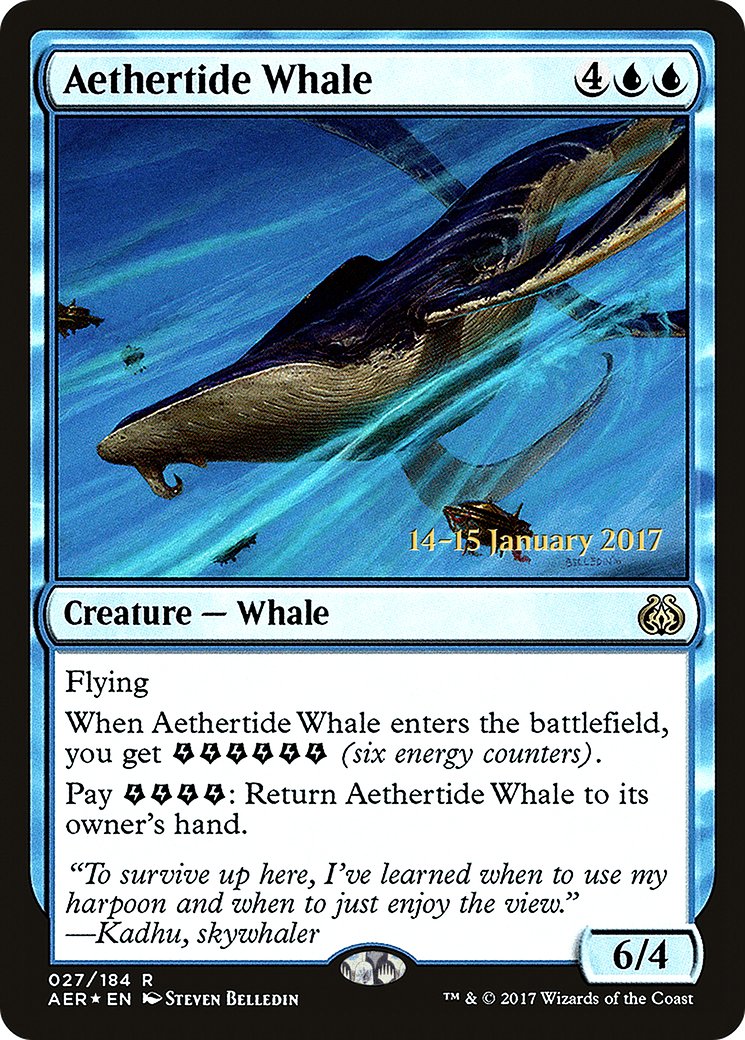 Aethertide Whale 4
14–15 January 2017
BELLEDIN
Creature — Whale
Flying
When Aethertide Whale enters the battlefield,
you get (six energy counters).
Pay : Return Aethertide Whale to its
owner's hand.
“To survive up here, I've learned when to use my
harpoon and when to just enjoy the view.”
—Kadhu, skywhaler
6/4
027/184 R
AER★EN Steven Belledin
™ & © 2017 Wizards of the Coast